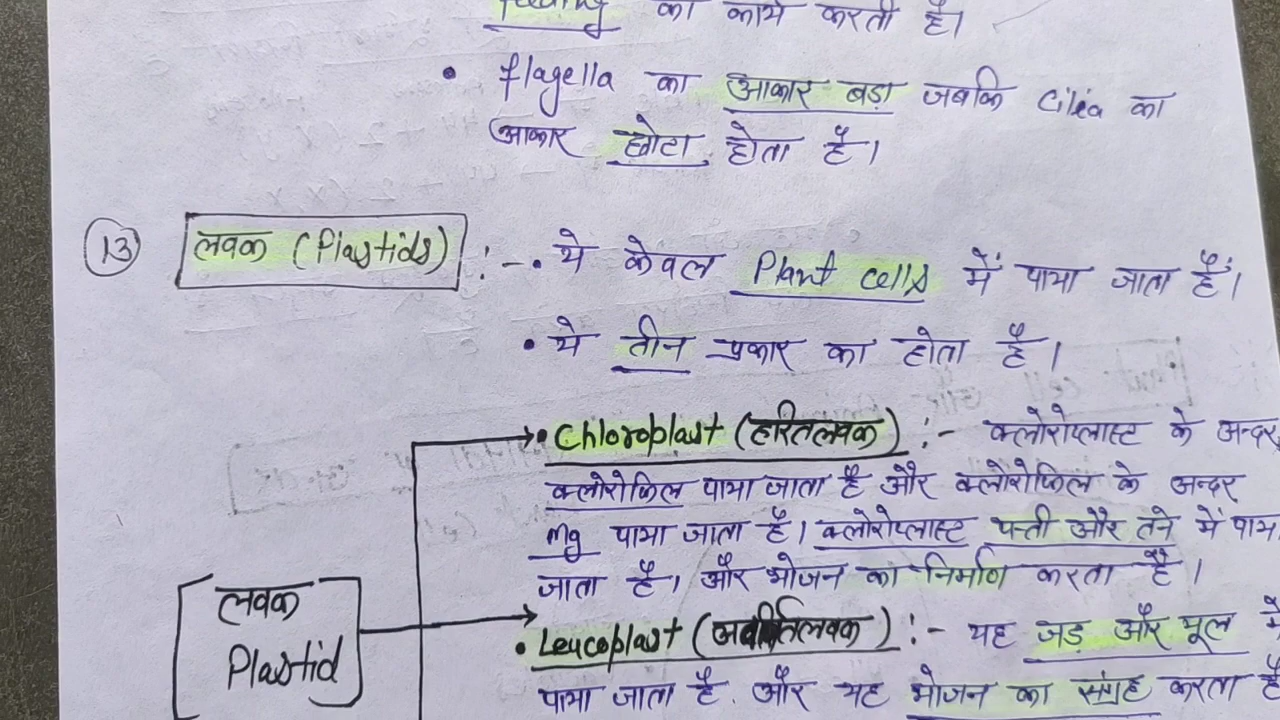 का कार्य करती है।
• flagella का आकार बड़ा जबकि cilia का
आकार छोटा होता है।
13 लवक (Plastids) :- • ये केवल Plant cells में पाया जाता है।
• ये तीन प्रकार का होता है।
• Chloroplast (हरितलवक) :- क्लोरोप्लास्ट के अन्दर
क्लोरोफिल पाया जाता है और क्लोरोफिल के अन्दर
Mg पाया जाता है। क्लोरोप्लास्ट पत्ती और तने में पाया
जाता है। और भोजन का निर्माण करता है।
लवक
Plastid
• Leucoplast ( :- यह जड़ और मूल में
पाया जाता है. और यह भोजन का संग्रह करता है